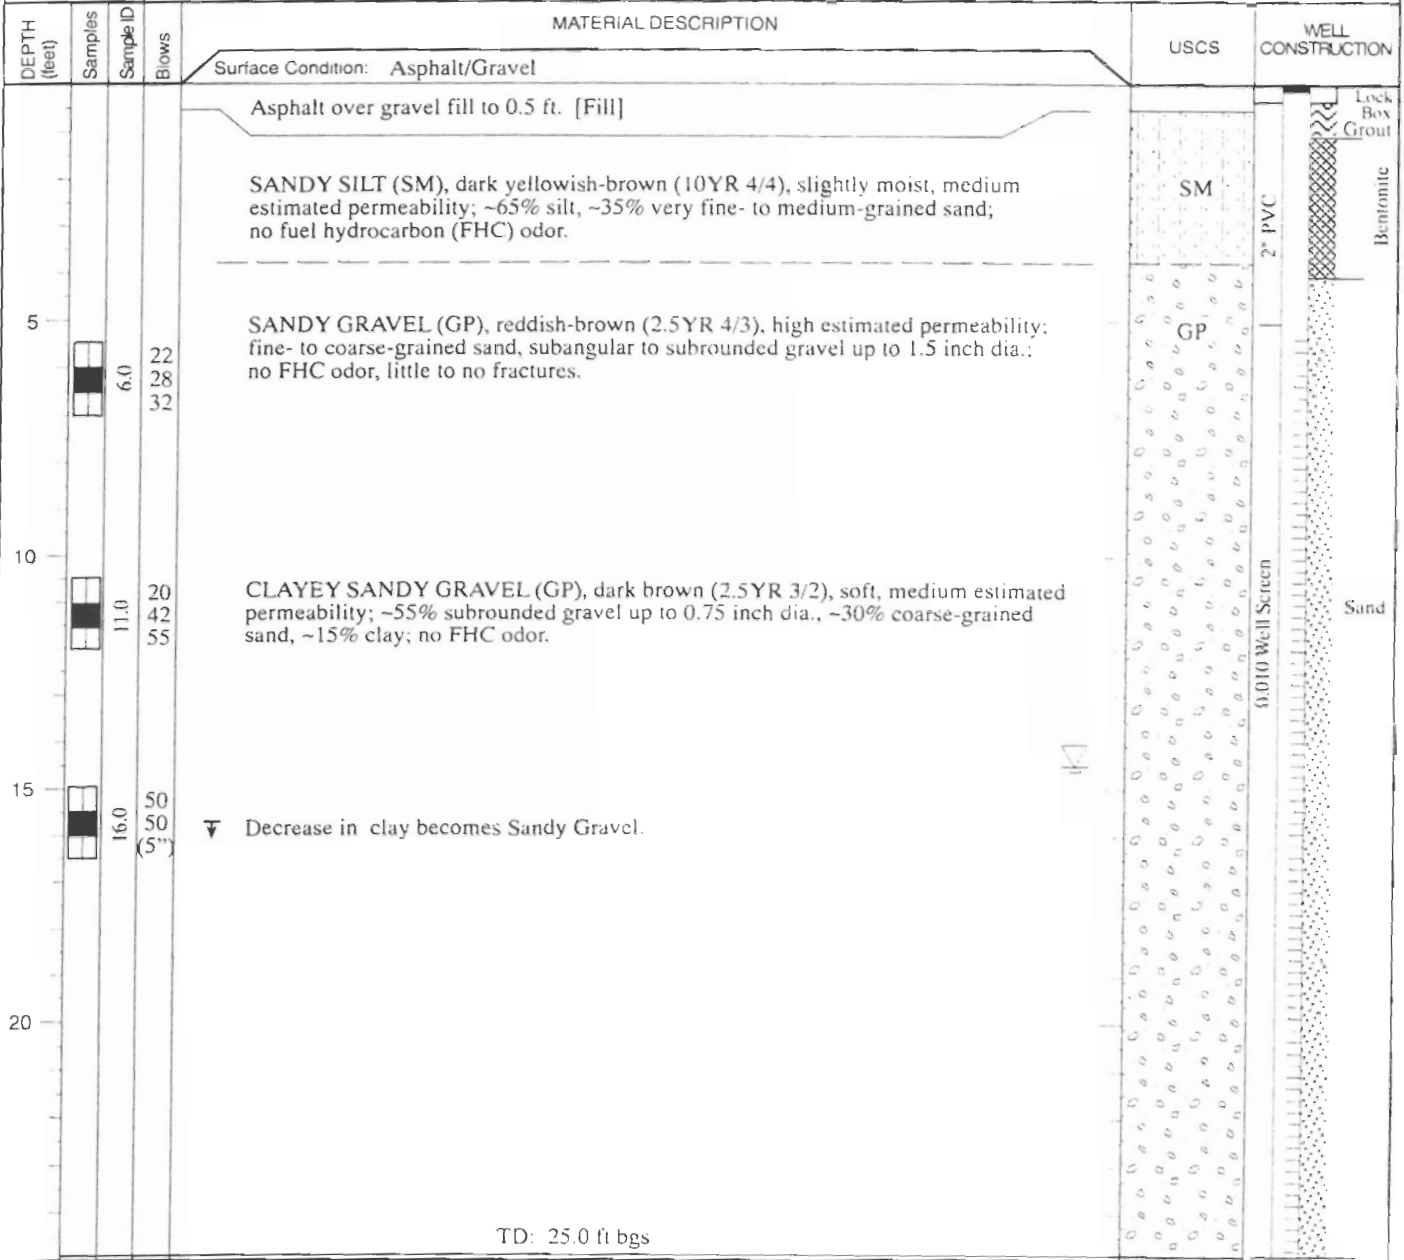 MATERIAL DESCRIPTION
DEPTH (feet)
Samples
Sample ID
Blows
USCS
WELL CONSTRUCTION
Surface Condition: Asphalt/Gravel
Asphalt over gravel fill to 0.5 ft. [Fill]
Lock
Box
Grout
SANDY SILT (SM), dark yellowish-brown (10YR 4/4), slightly moist, medium
estimated permeability; ~65% silt, ~35% very fine- to medium-grained sand;
no fuel hydrocarbon (FHC) odor.
SM
2" PVC
Bentonite
5
SANDY GRAVEL (GP), reddish-brown (2.5YR 4/3), high estimated permeability;
fine- to coarse-grained sand, subangular to subrounded gravel up to 1.5 inch dia.;
no FHC odor, little to no fractures.
GP
6.0
22
28
32
10
CLAYEY SANDY GRAVEL (GP), dark brown (2.5YR 3/2), soft, medium estimated
permeability; ~55% subrounded gravel up to 0.75 inch dia., ~30% coarse-grained
sand, ~15% clay; no FHC odor.
11.0
20
42
55
0.010 Well Screen
Sand
15
16.0
50
50
(5")
Decrease in clay becomes Sandy Gravel.
20
TD: 25.0 ft bgs